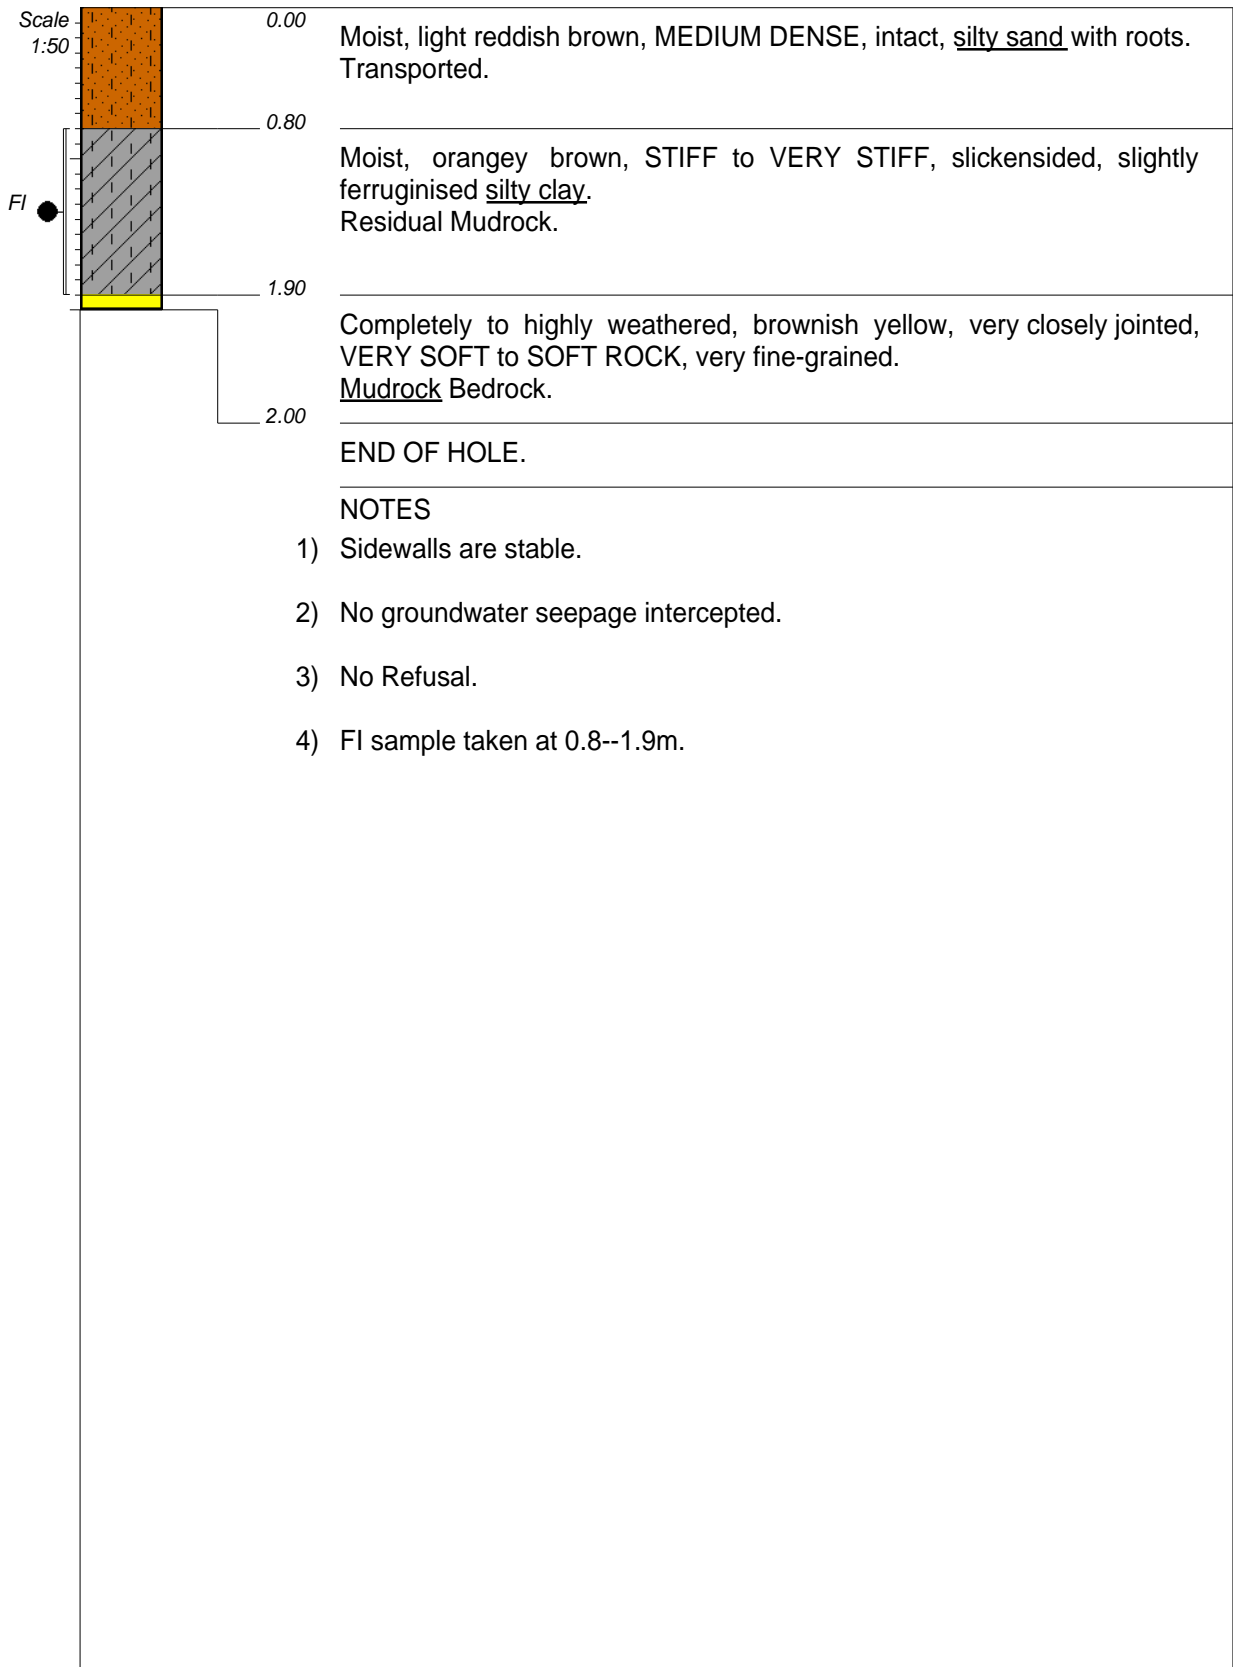 Scale
1:50
0.00
Moist, light reddish brown, MEDIUM DENSE, intact, silty sand with roots.
Transported.
0.80
Moist, orangey brown, STIFF to VERY STIFF, slickensided, slightly
ferruginised silty clay.
Residual Mudrock.
FI
1.90
Completely to highly weathered, brownish yellow, very closely jointed,
VERY SOFT to SOFT ROCK, very fine-grained.
Mudrock Bedrock.
2.00
END OF HOLE.
NOTES
1) Sidewalls are stable.
2) No groundwater seepage intercepted.
3) No Refusal.
4) FI sample taken at 0.8--1.9m.